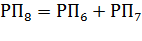 РП₈ = РП₆ + РП₇